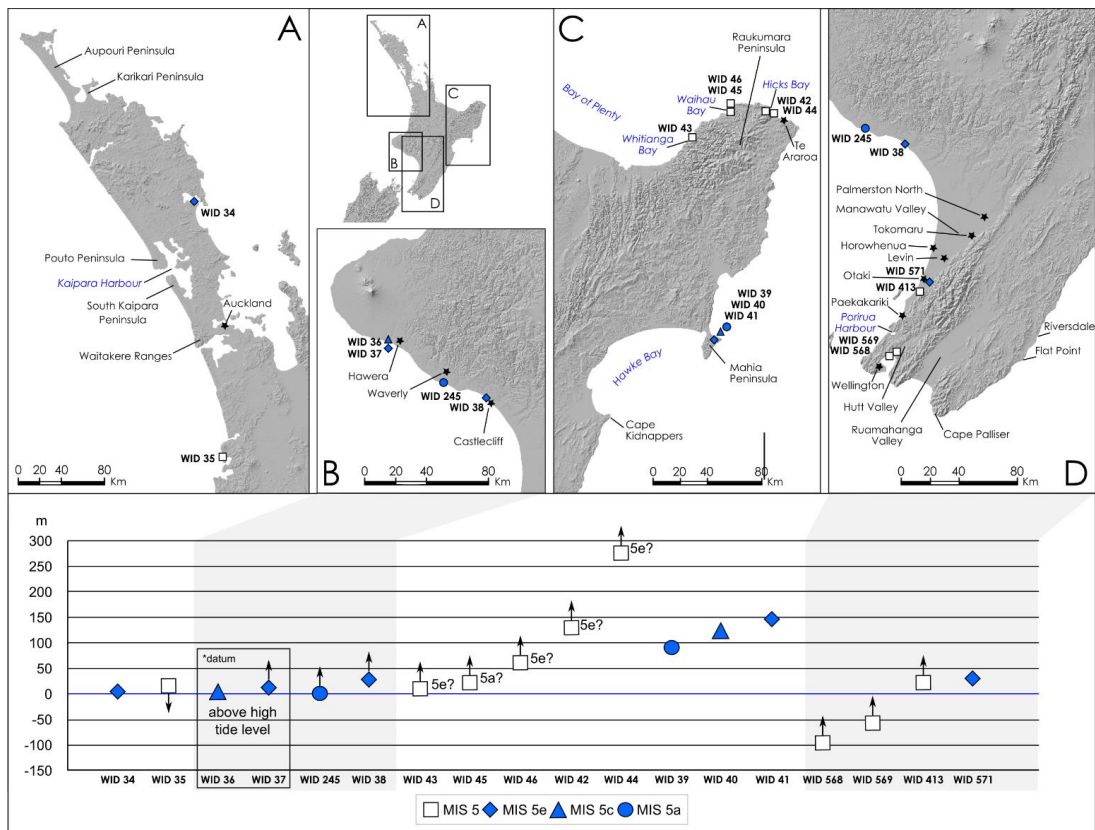 A
Aupouri Peninsula
Karikari Peninsula
WID 34
Pouto Peninsula
Kaipara Harbour
South Kaipara
Peninsula
Auckland
Waitakere Ranges
WID 35
0 20 40 60 80
Km
A
C
B
D
WID 36
WID 37
Hawera
Waverly
WID 245
WID 38
Castlecliff
B
0 20 40 60 80
Km
C
Raukumara
Peninsula
Bay of Plenty
WID 46
WID 45
Hicks Bay
Waihau
Bay
WID 42
WID 44
WID 43
Whitianga
Bay
Te
Araroa
WID 39
WID 40
WID 41
Hawke Bay
Mahia
Peninsula
Cape
Kidnappers
0 20 40 60 80
Km
WID 245
WID 38
Palmerston North
Manawatu Valley
Tokomaru
Horowhenua
Levin
WID 571
Otaki
WID 413
Paekakariki
Porirua
Harbour
WID 569
WID 568
Riversdale
Flat Point
Wellington
Hutt Valley
Ruamahanga
Valley
Cape Palliser
0 20 40 60 80
Km
D
m
300
250
200
150
100
50
0
-50
-100
-150
*datum
above high
tide level
5e?
5a?
5e?
5e?
5e?
WID 34 WID 35 WID 36 WID 37 WID 245 WID 38 WID 43 WID 45 WID 46 WID 42 WID 44 WID 39 WID 40 WID 41 WID 568 WID 569 WID 413 WID 571
MIS 5 MIS 5e MIS 5c MIS 5a